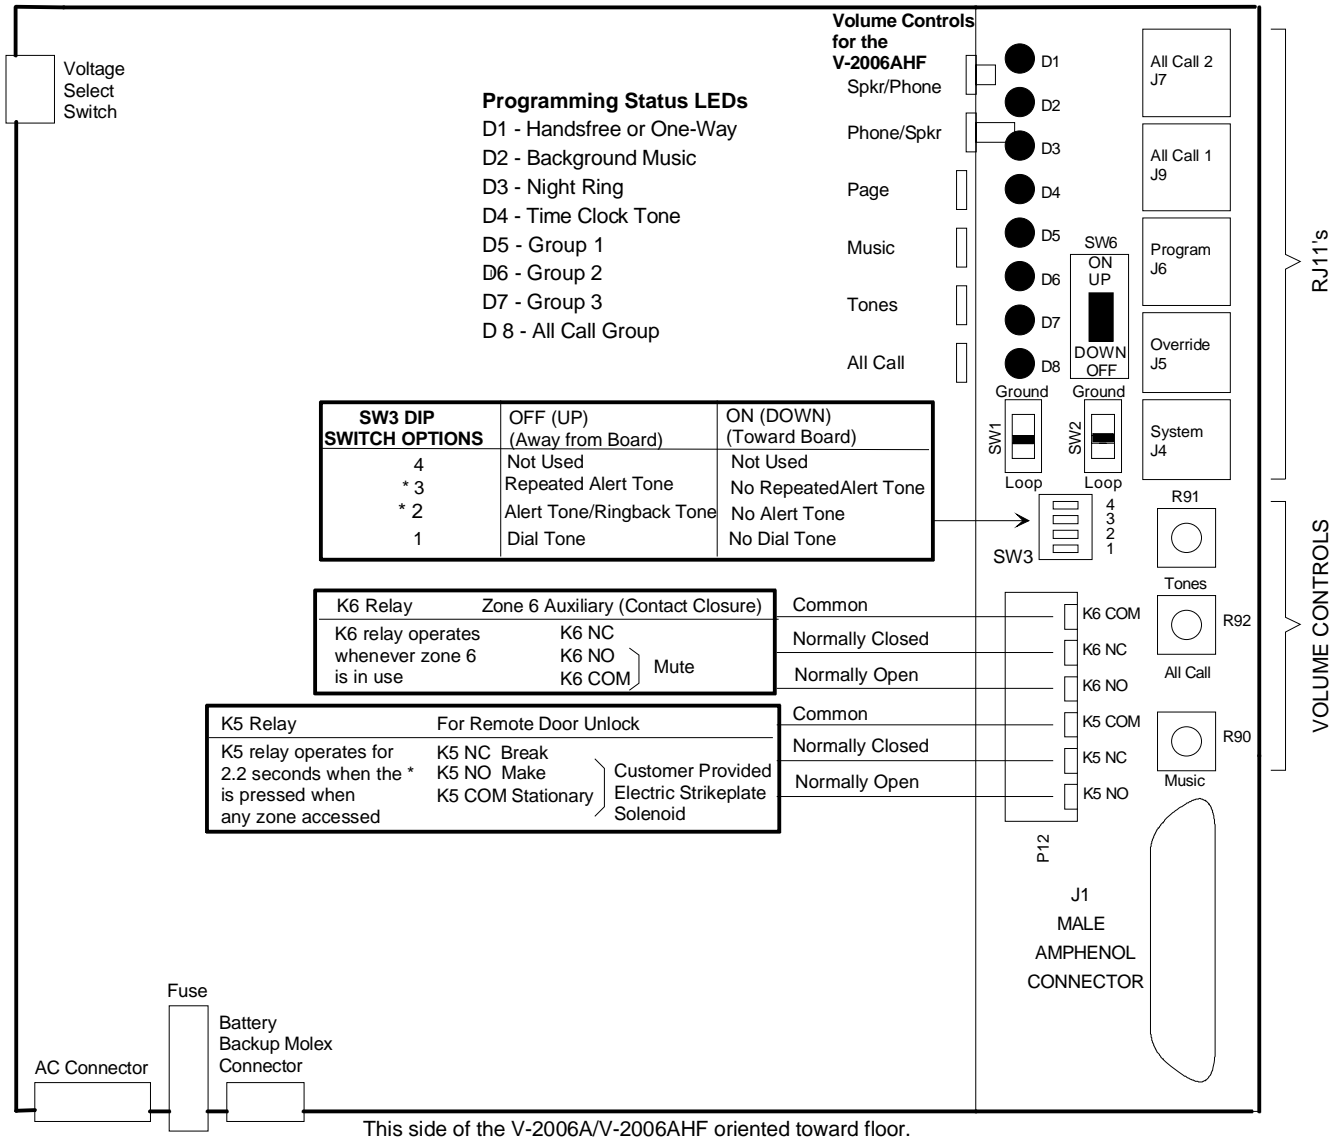 Voltage
Select
Switch
Programming Status LEDs
D1 - Handsfree or One-Way
D2 - Background Music
D3 - Night Ring
D4 - Time Clock Tone
D5 - Group 1
D6 - Group 2
D7 - Group 3
D 8 - All Call Group
Volume Controls
for the
V-2006AHF
Spkr/Phone
Phone/Spkr
Page
Music
Tones
All Call
D1
D2
D3
D4
D5
D6
D7
D8
SW6
ON
UP
DOWN
OFF
All Call 2
J7
All Call 1
J9
Program
J6
Override
J5
System
J4
RJ11's
Ground
SW1
Loop
Ground
SW2
Loop
SW3 DIP
SWITCH OPTIONS
OFF (UP)
(Away from Board)
ON (DOWN)
(Toward Board)
4 Not Used Not Used
* 3 Repeated Alert Tone No RepeatedAlert Tone
* 2 Alert Tone/Ringback Tone No Alert Tone
1 Dial Tone No Dial Tone
SW3
4
3
2
1
R91
Tones
R92
All Call
R90
Music
VOLUME CONTROLS
K6 Relay Zone 6 Auxiliary (Contact Closure)
K6 relay operates
whenever zone 6
is in use
K6 NC
K6 NO
K6 COM
Mute
Common
Normally Closed
Normally Open
K5 Relay For Remote Door Unlock
K5 relay operates for
2.2 seconds when the *
is pressed when
any zone accessed
K5 NC Break
K5 NO Make
K5 COM Stationary
Customer Provided
Electric Strikeplate
Solenoid
Common
Normally Closed
Normally Open
K6 COM
K6 NC
K6 NO
K5 COM
K5 NC
K5 NO
P12
J1
MALE
AMPHENOL
CONNECTOR
Fuse
Battery
Backup Molex
Connector
AC Connector
This side of the V-2006A/V-2006AHF oriented toward floor.